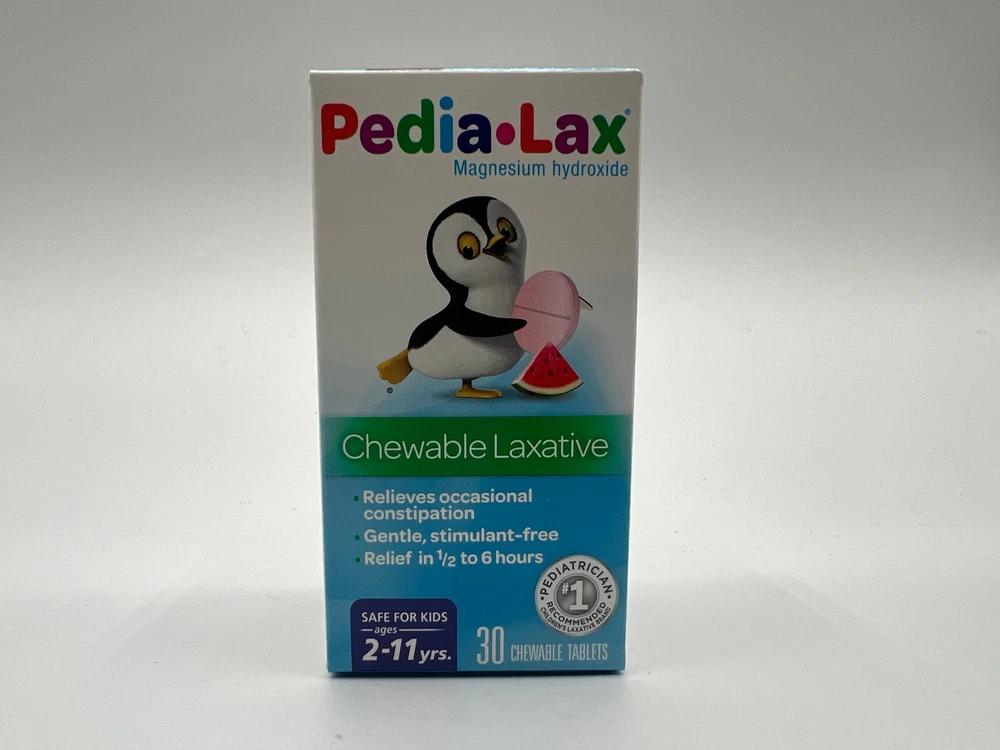 Pedia•Lax®
Magnesium hydroxide
®
Chewable Laxative
• Relieves occasional
constipation
• Gentle, stimulant-free
• Relief in 1/2 to 6 hours
• PEDIATRICIAN •
#1
RECOMMENDED
CHILDREN'S LAXATIVE BRAND
SAFE FOR KIDS
ages
2-11 yrs.
30 CHEWABLE TABLETS